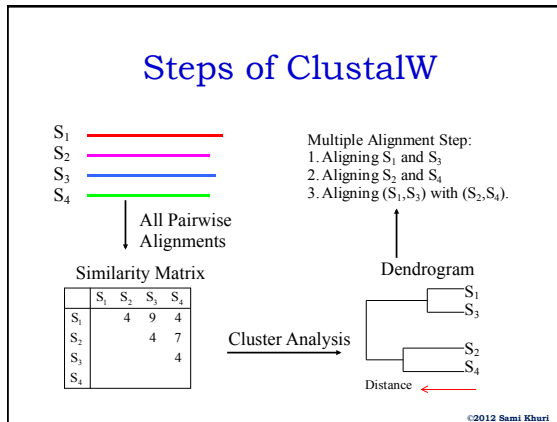 Steps of ClustalW
S₁
S₂
S₃
S₄
All Pairwise
Alignments
Similarity Matrix
S₁ S₂ S₃ S₄
S₁ 4 9 4
S₂ 4 7
S₃ 4
S₄
Cluster Analysis
Multiple Alignment Step:
1. Aligning S₁ and S₃
2. Aligning S₂ and S₄
3. Aligning (S₁,S₃) with (S₂,S₄).
Dendrogram
S₁
S₃
S₂
S₄
Distance
©2012 Sami Khuri